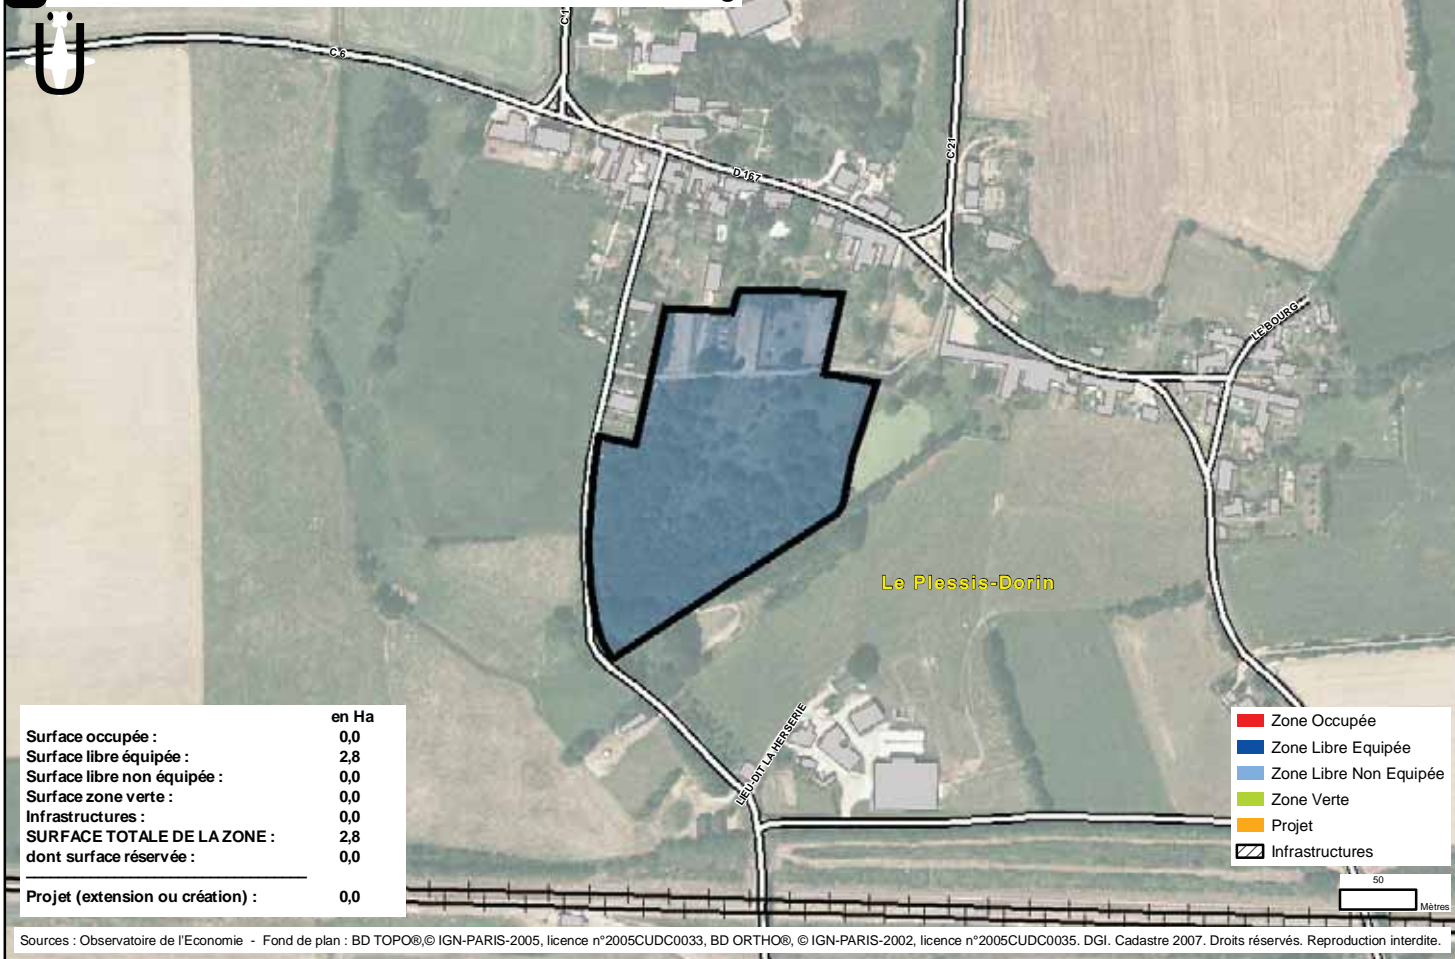 C 6
C 1
D 167
C 21
LE BOURG
Le Plessis-Dorin
LIEU-DIT LA HERSERIE
en Ha
Surface occupée : 0,0
Surface libre équipée : 2,8
Surface libre non équipée : 0,0
Surface zone verte : 0,0
Infrastructures : 0,0
SURFACE TOTALE DE LA ZONE : 2,8
dont surface réservée : 0,0
Projet (extension ou création) : 0,0
Zone Occupée
Zone Libre Equipée
Zone Libre Non Equipée
Zone Verte
Projet
Infrastructures
50
Mètres
Sources : Observatoire de l'Economie - Fond de plan : BD TOPO®,© IGN-PARIS-2005, licence n°2005CUDC0033, BD ORTHO®, © IGN-PARIS-2002, licence n°2005CUDC0035. DGI. Cadastre 2007. Droits réservés. Reproduction interdite.